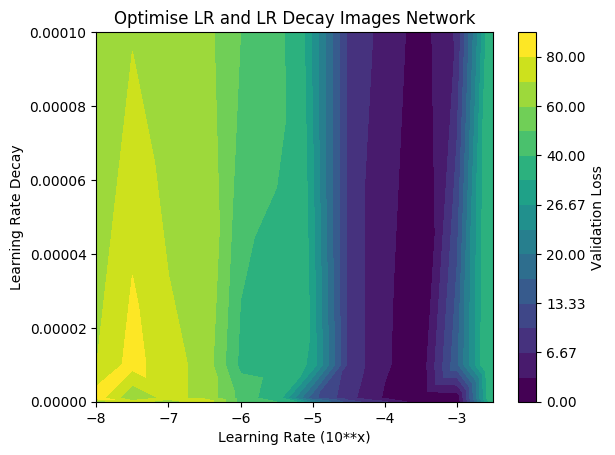 Optimise LR and LR Decay Images Network
Learning Rate Decay
0.00010
0.00008
0.00006
0.00004
0.00002
0.00000
−8 −7 −6 −5 −4 −3
Learning Rate (10**x)
80.00
60.00
40.00
26.67
20.00
13.33
6.67
0.00
Validation Loss